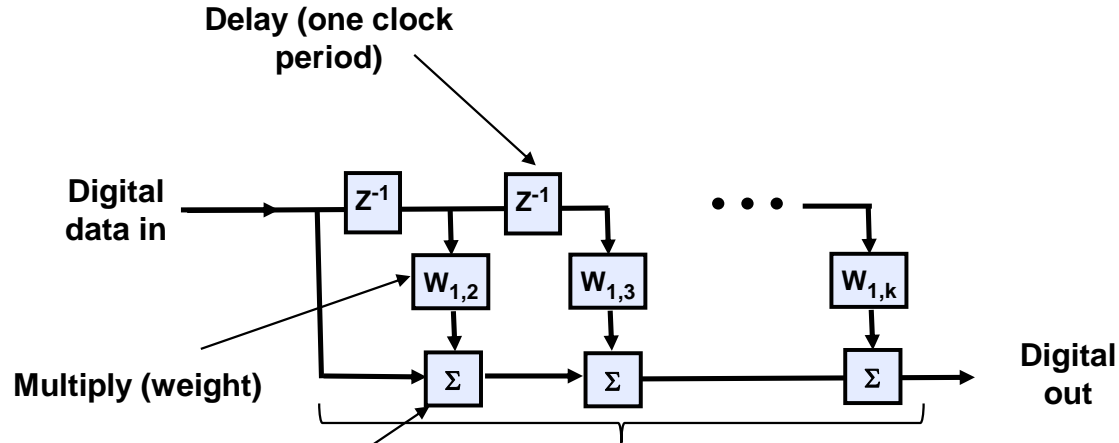 Delay (one clock
period)
Digital
data in
Z⁻¹
Z⁻¹
• • •
W₁,₂
W₁,₃
W₁,ₖ
Multiply (weight)
Σ
Σ
Σ
Digital
out